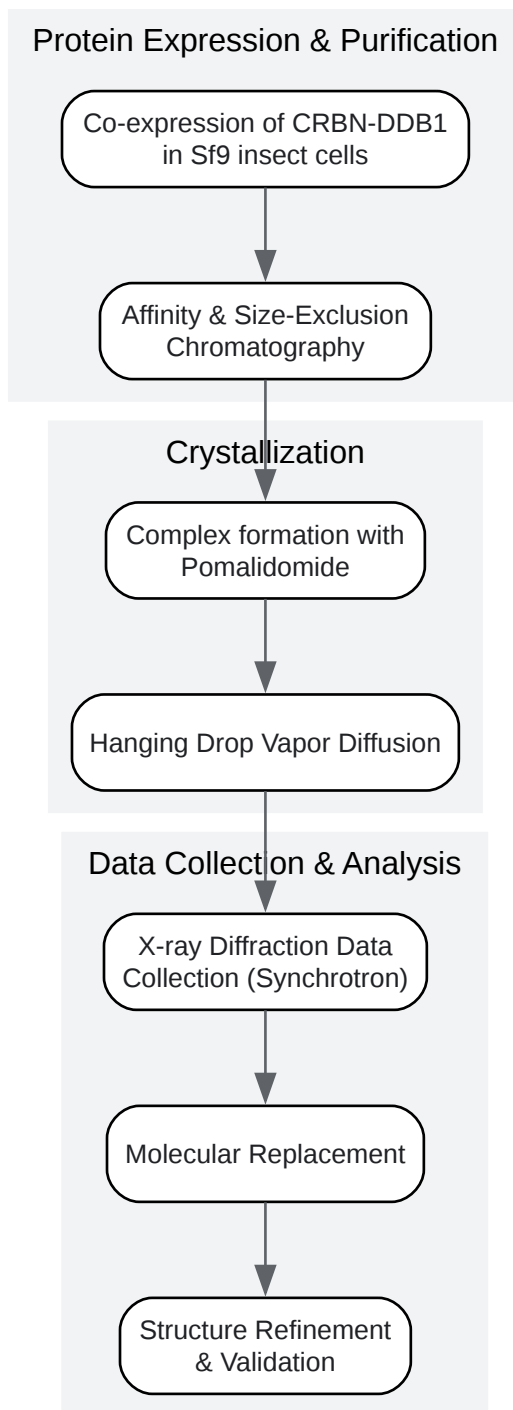 Protein Expression & Purification
Co-expression of CRBN-DDB1
in Sf9 insect cells
Affinity & Size-Exclusion
Chromatography
Crystallization
Complex formation with
Pomalidomide
Hanging Drop Vapor Diffusion
Data Collection & Analysis
X-ray Diffraction Data
Collection (Synchrotron)
Molecular Replacement
Structure Refinement
& Validation